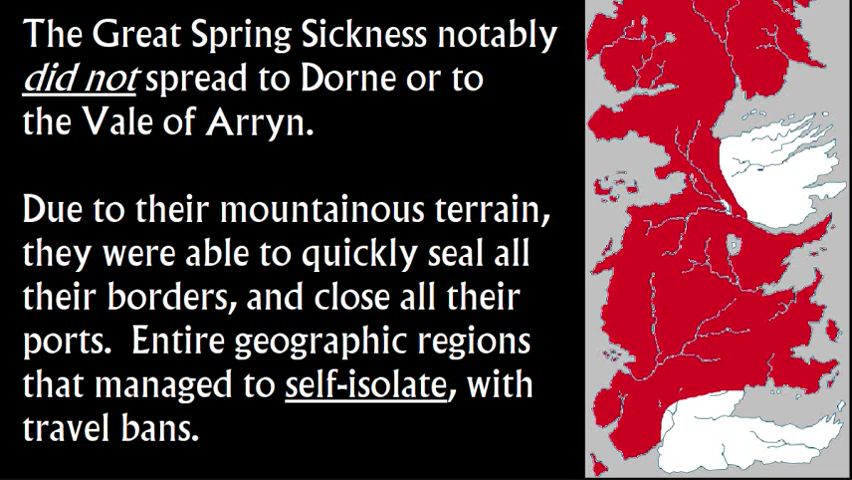 The Great Spring Sickness notably
did not spread to Dorne or to
the Vale of Arryn.
Due to their mountainous terrain,
they were able to quickly seal all
their borders, and close all their
ports. Entire geographic regions
that managed to self-isolate, with
travel bans.